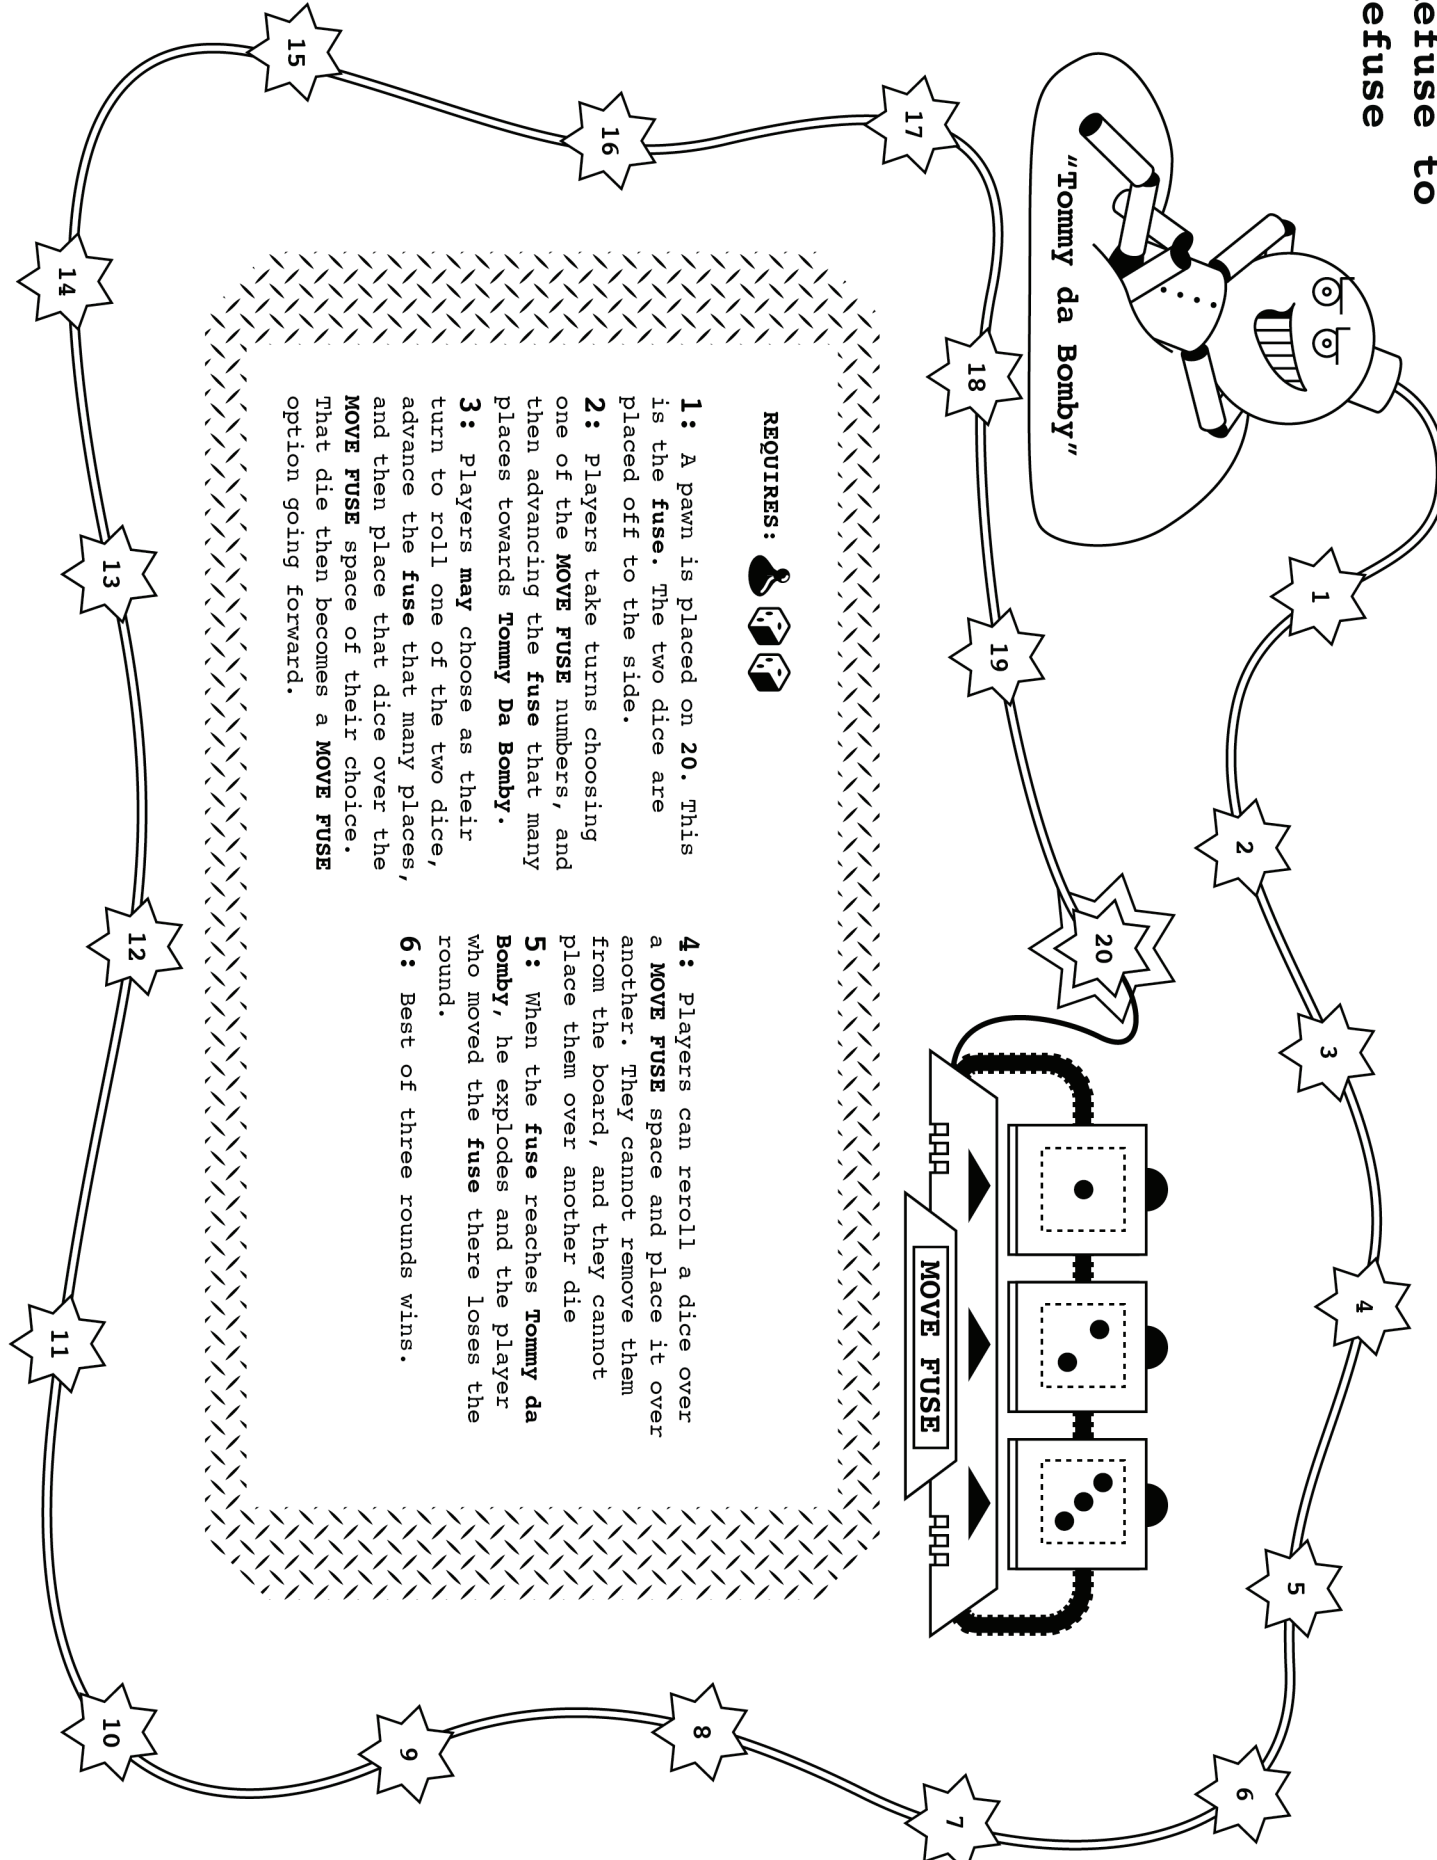 efuse to
efuse
"Tommy da Bomby"
REQUIRES:
1: A pawn is placed on 20. This
is the fuse. The two dice are
placed off to the side.
2: Players take turns choosing
one of the MOVE FUSE numbers, and
then advancing the fuse that many
places towards Tommy Da Bomby.
3: Players may choose as their
turn to roll one of the two dice,
advance the fuse that many places,
and then place that dice over the
MOVE FUSE space of their choice.
That die then becomes a MOVE FUSE
option going forward.
4: Players can reroll a dice over
a MOVE FUSE space and place it over
another. They cannot remove them
from the board, and they cannot
place them over another die
5: When the fuse reaches Tommy da
Bomby, he explodes and the player
who moved the fuse there loses the
round.
6: Best of three rounds wins.
MOVE FUSE
1
2
3
4
5
6
7
8
9
10
11
12
13
14
15
16
17
18
19
20